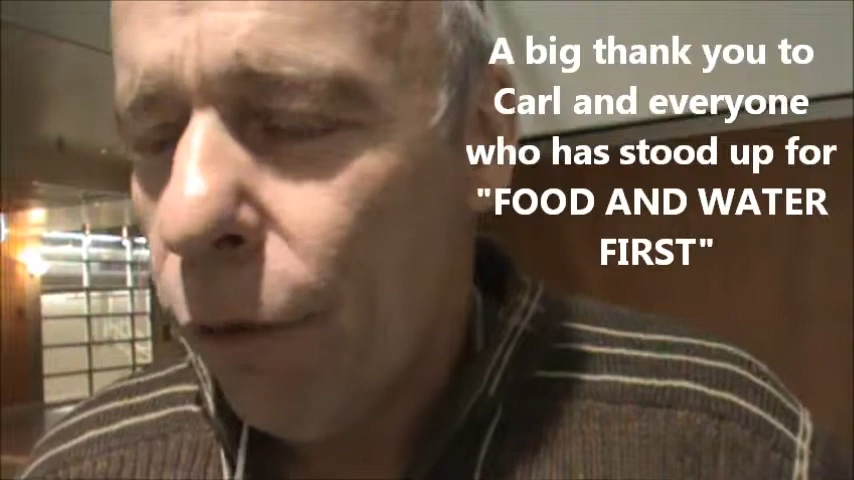 A big thank you to
Carl and everyone
who has stood up for
"FOOD AND WATER
FIRST"